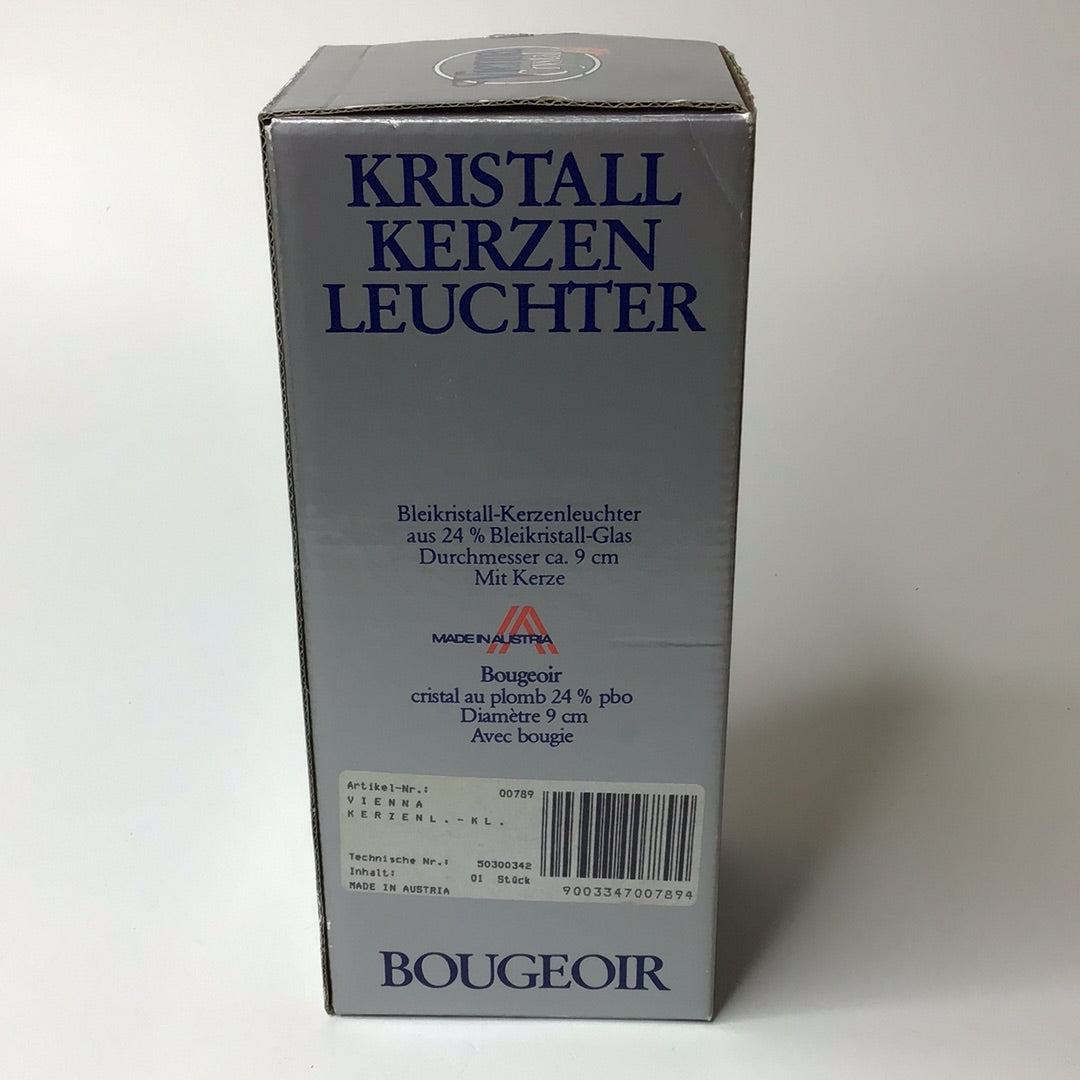 KRISTALL
KERZEN
LEUCHTER
Bleikristall-Kerzenleuchter
aus 24 % Bleikristall-Glas
Durchmesser ca. 9 cm
Mit Kerze
MADE IN AUSTRIA
Bougeoir
cristal au plomb 24 % pbo
Diamètre 9 cm
Avec bougie
Artikel-Nr.: 00789
VIENNA
KERZENL.-KL.
Technische Nr.: 50300342
Inhalt: 01 Stück
MADE IN AUSTRIA
9003347007894
BOUGEOIR